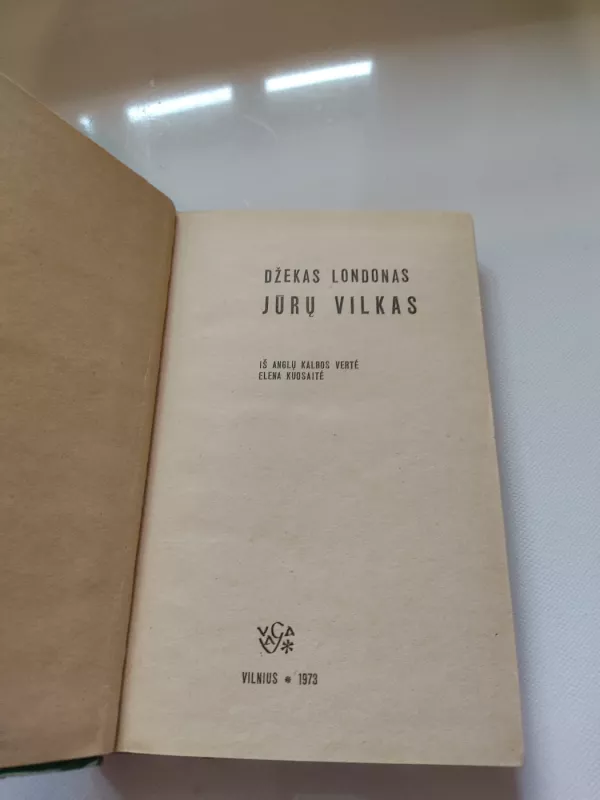 DŽEKAS LONDONAS
JŪRŲ VILKAS
IŠ ANGLŲ KALBOS VERTĖ
ELENA KUOSAITĖ
VAGA
VILNIUS * 1973